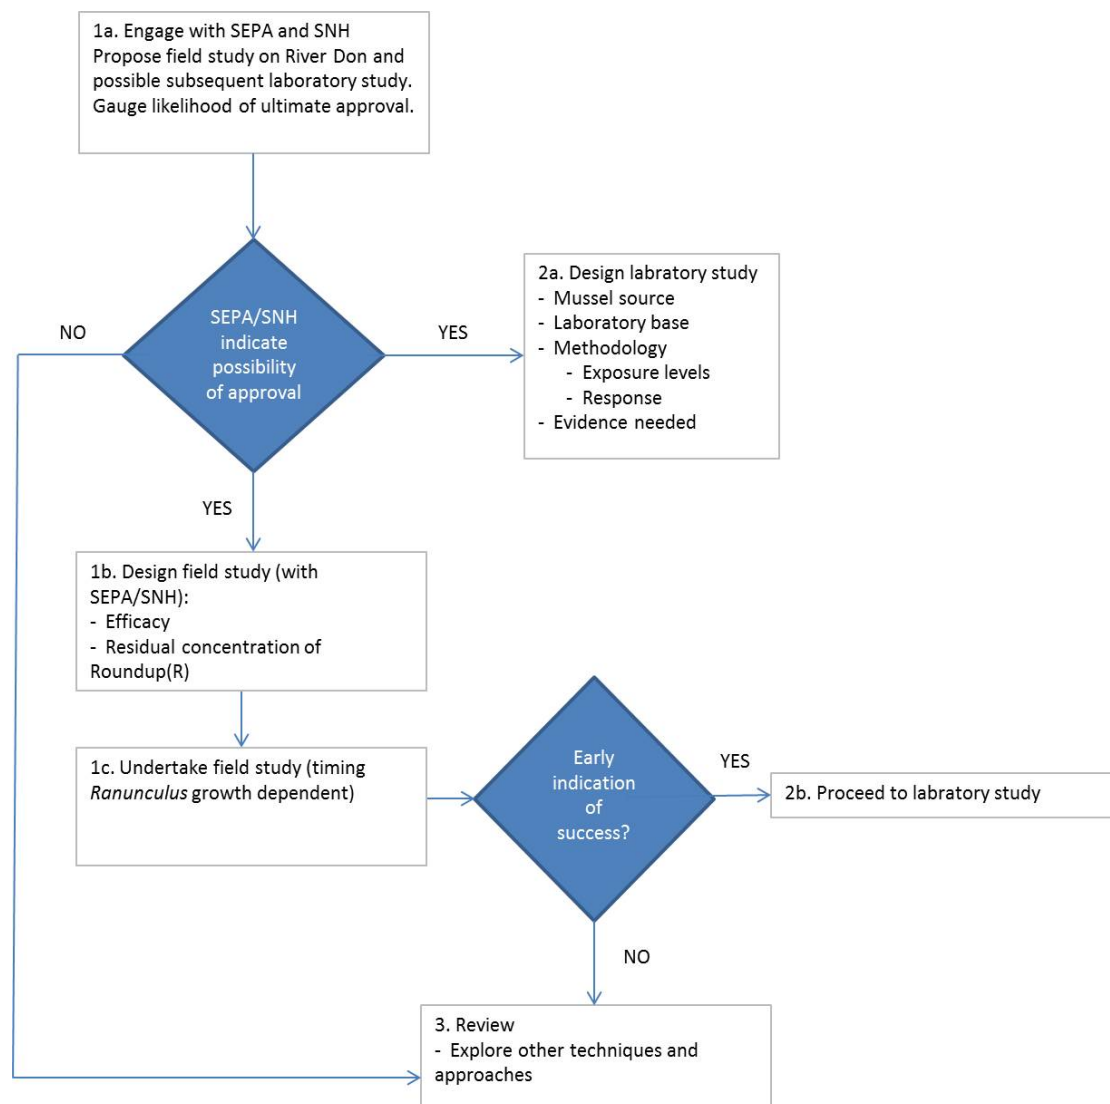 1a. Engage with SEPA and SNH
Propose field study on River Don and
possible subsequent laboratory study.
Gauge likelihood of ultimate approval.
SEPA/SNH
indicate
possibility
of approval
NO
YES
2a. Design labratory study
- Mussel source
- Laboratory base
- Methodology
- Exposure levels
- Response
- Evidence needed
YES
1b. Design field study (with
SEPA/SNH):
- Efficacy
- Residual concentration of
Roundup(R)
1c. Undertake field study (timing
Ranunculus growth dependent)
Early
indication
of
success?
YES
2b. Proceed to labratory study
NO
3. Review
- Explore other techniques and
approaches